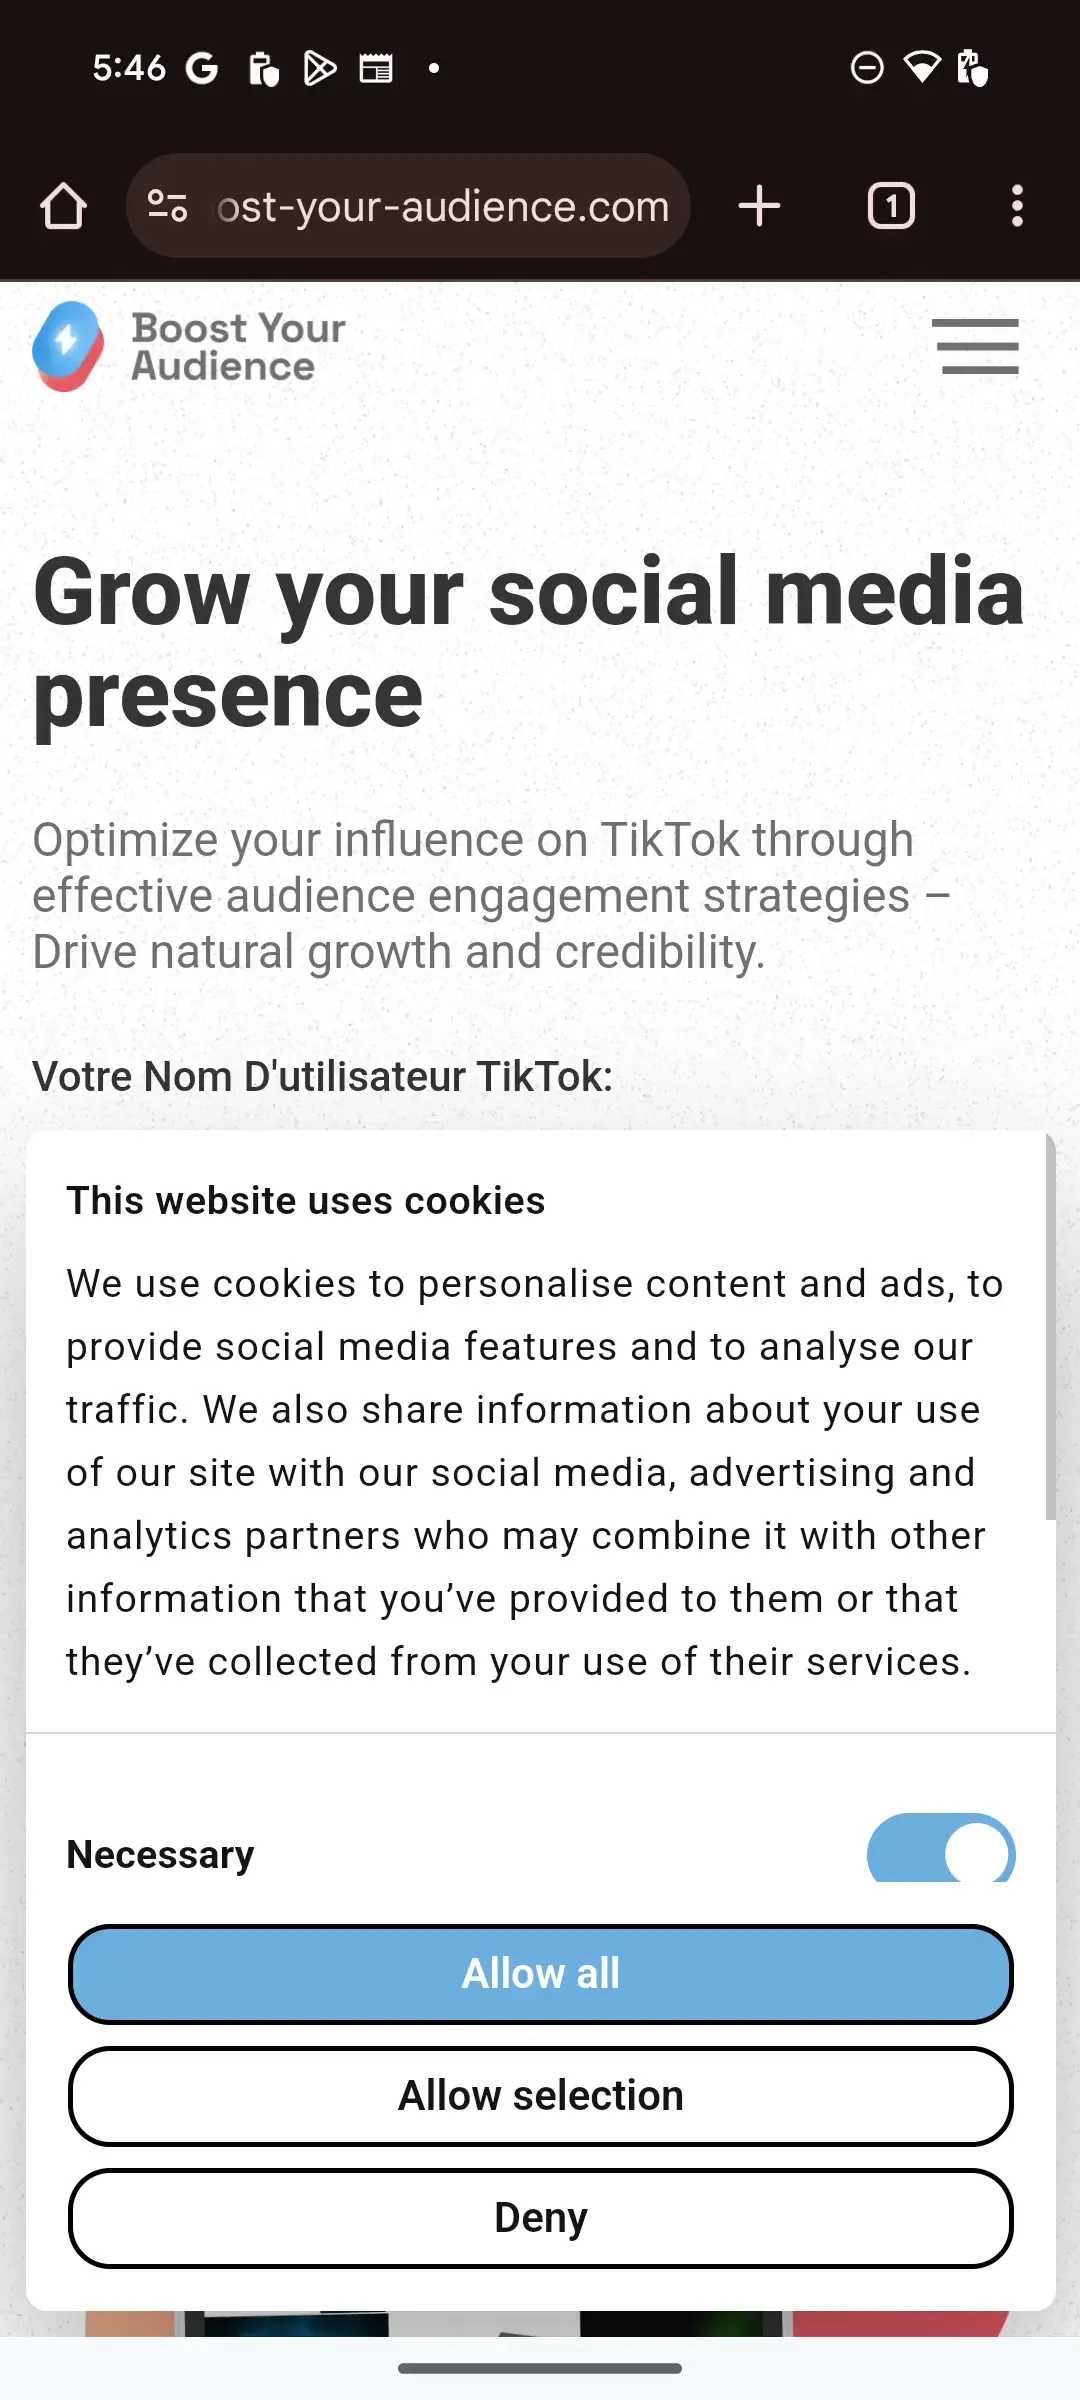 5:46
ost-your-audience.com
1
Boost Your
Audience
Grow your social media
presence
Optimize your influence on TikTok through
effective audience engagement strategies –
Drive natural growth and credibility.
Votre Nom D'utilisateur TikTok:
This website uses cookies
We use cookies to personalise content and ads, to
provide social media features and to analyse our
traffic. We also share information about your use
of our site with our social media, advertising and
analytics partners who may combine it with other
information that you’ve provided to them or that
they’ve collected from your use of their services.
Necessary
Allow all
Allow selection
Deny